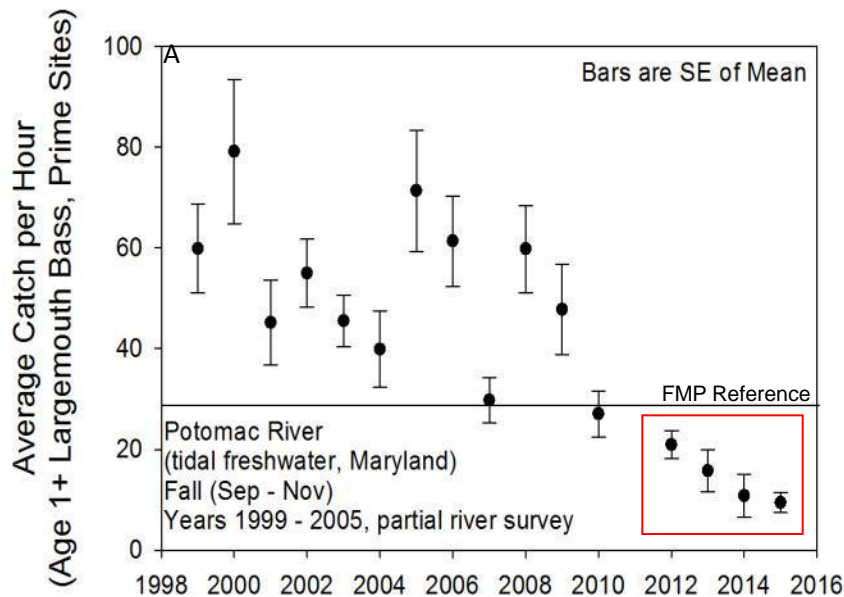 100
A
Bars are SE of Mean
80
60
40
20
0
Average Catch per Hour
(Age 1+ Largemouth Bass, Prime Sites)
FMP Reference
Potomac River
(tidal freshwater, Maryland)
Fall (Sep - Nov)
Years 1999 - 2005, partial river survey
1998 2000 2002 2004 2006 2008 2010 2012 2014 2016